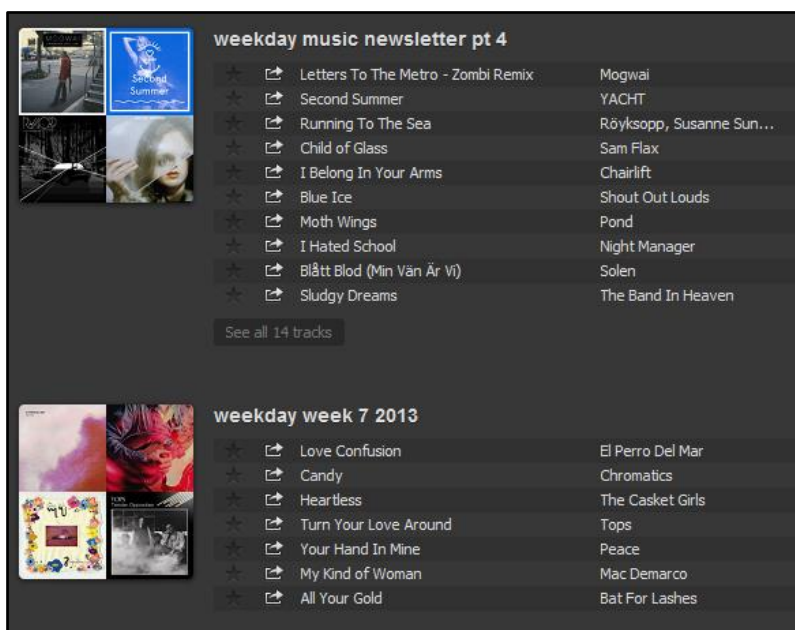 weekday music newsletter pt 4
Letters To The Metro - Zombi Remix Mogwai
Second Summer YACHT
Running To The Sea Röyksopp, Susanne Sun...
Child of Glass Sam Flax
I Belong In Your Arms Chairlift
Blue Ice Shout Out Louds
Moth Wings Pond
I Hated School Night Manager
Blått Blod (Min Vän Är Vi) Solen
Sludgy Dreams The Band In Heaven
See all 14 tracks
MOGWAI
Second
Summer
weekday week 7 2013
Love Confusion El Perro Del Mar
Candy Chromatics
Heartless The Casket Girls
Turn Your Love Around Tops
Your Hand In Mine Peace
My Kind of Woman Mac Demarco
All Your Gold Bat For Lashes
TOPS